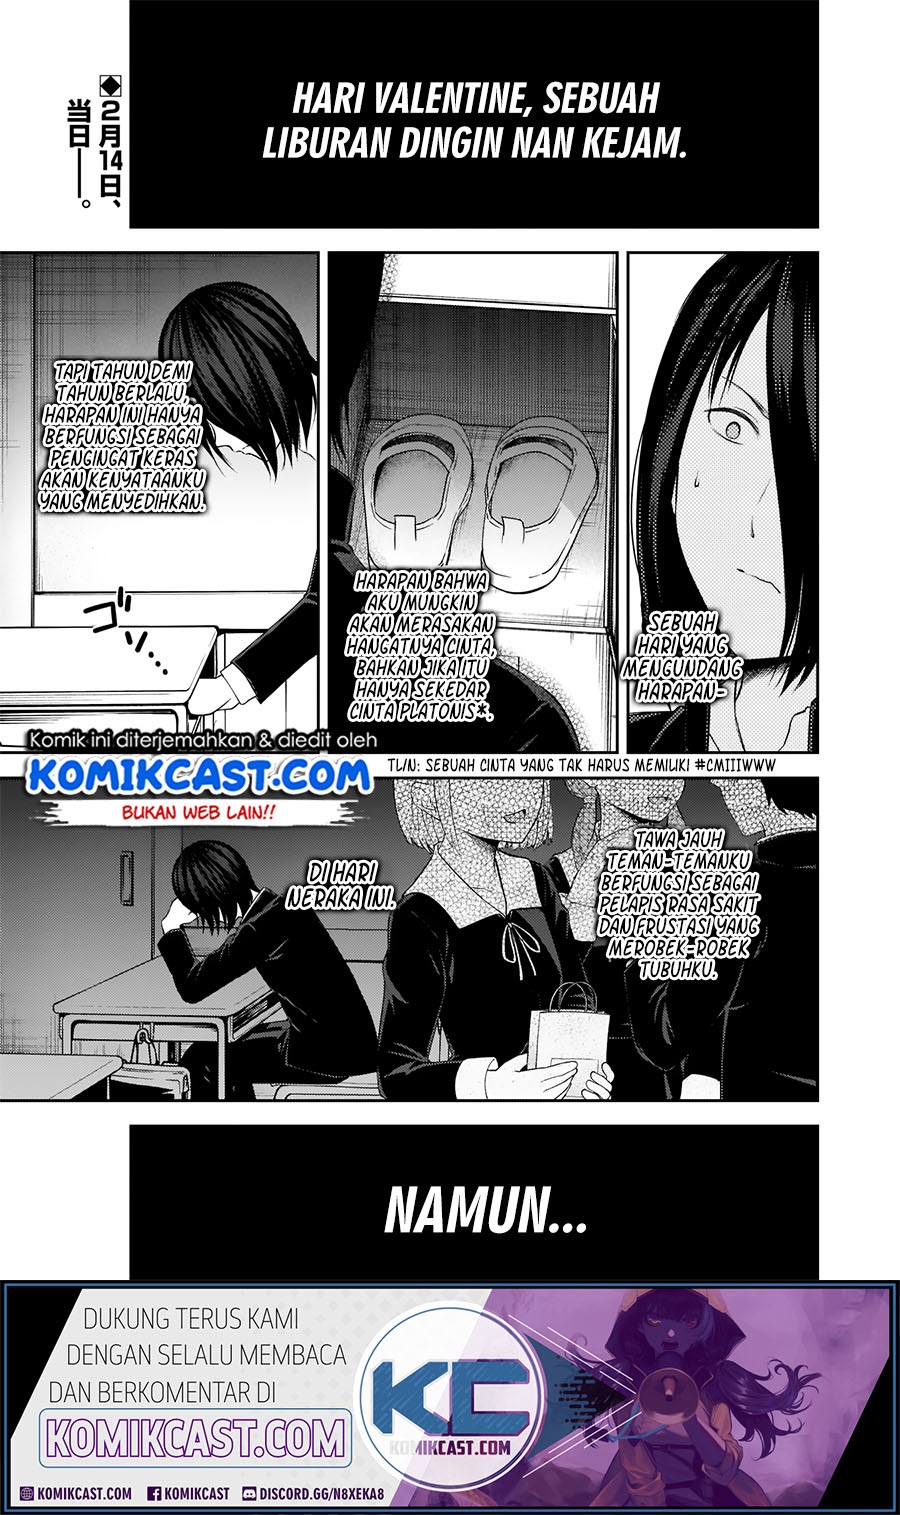 HARI VALENTINE, SEBUAH
LIBURAN DINGIN NAN KEJAM.
◆2月14日、
当日――。
SEBUAH
HARI YANG
MENGUNDANG
HARAPAN-
HARAPAN BAHWA
AKU MUNGKIN
AKAN MERASAKAN
HANGATNYA CINTA,
BAHKAN JIKA ITU
HANYA SEKEDAR
CINTA PLATONIS*.
TAPI TAHUN DEMI
TAHUN BERLALU,
HARAPAN INI HANYA
BERFUNGSI SEBAGAI
PENGINGAT KERAS
AKAN KENYATAANKU
YANG MENYEDIHKAN.
ゴン
TL/N: SEBUAH CINTA YANG TAK HARUS MEMILIKI #CMIIIWWW
Komik ini diterjemahkan & diedit oleh
KOMIKCAST.COM
BUKAN WEB LAIN!!
TAWA JAUH
TEMAN-TEMANKU
BERFUNGSI SEBAGAI
PELAPIS RASA SAKIT
DAN FRUSTASI YANG
MEROBEK-ROBEK
TUBUHKU.
DI HARI
NERAKA INI.
NAMUN...
DUKUNG TERUS KAMI
DENGAN SELALU MEMBACA
DAN BERKOMENTAR DI
KOMIKCAST.COM
KC
KOMIKCAST.COM
KOMIKCAST.COM KOMIKCAST DISCORD.GG/N8XEKA8